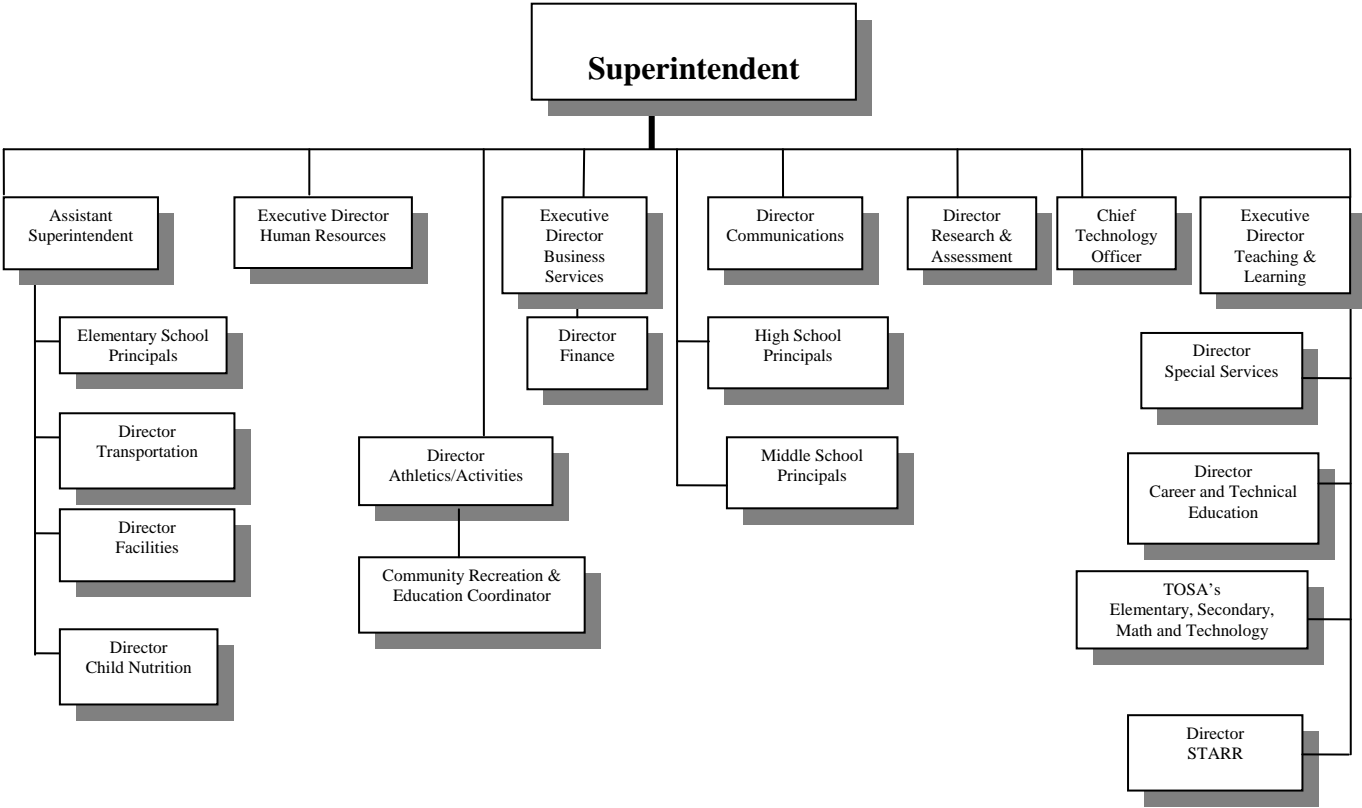 Superintendent
Assistant
Superintendent
Executive Director
Human Resources
Executive
Director
Business
Services
Director
Communications
Director
Research &
Assessment
Chief
Technology
Officer
Executive
Director
Teaching &
Learning
Elementary School
Principals
Director
Finance
High School
Principals
Director
Special Services
Director
Transportation
Director
Athletics/Activities
Middle School
Principals
Director
Career and Technical
Education
Director
Facilities
Community Recreation &
Education Coordinator
TOSA’s
Elementary, Secondary,
Math and Technology
Director
Child Nutrition
Director
STARR